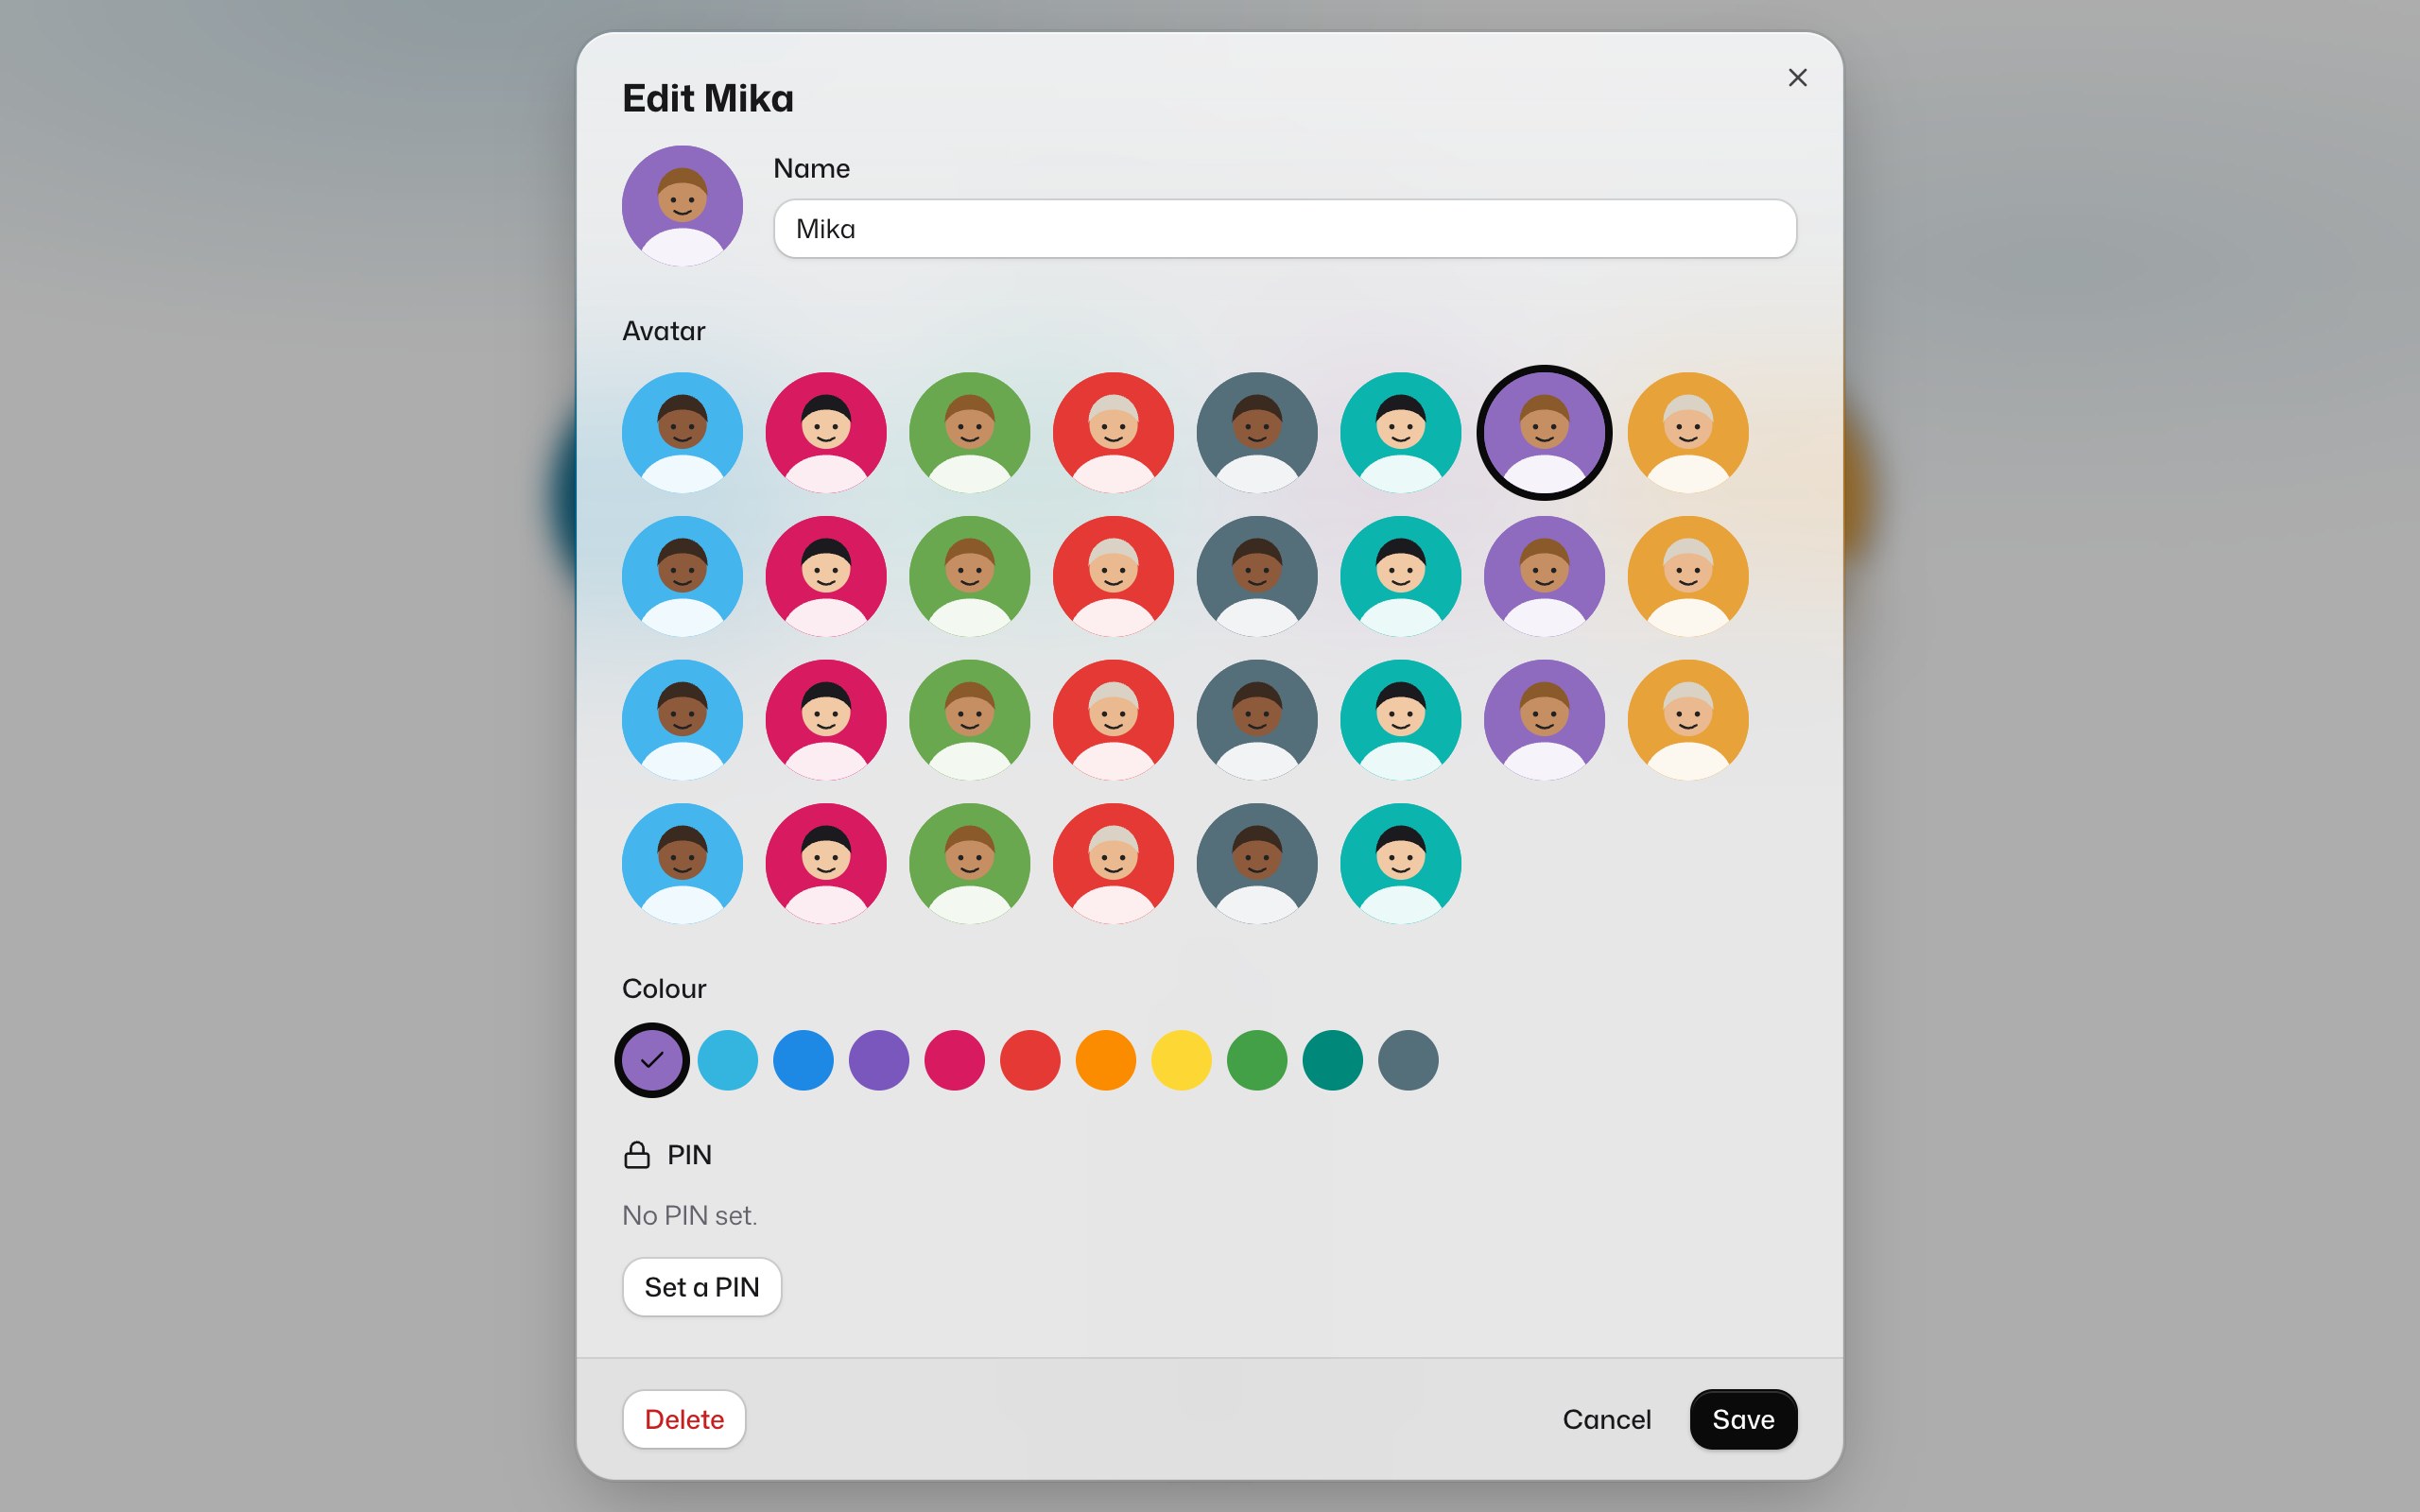 Edit Mika
Name
Mika
Avatar
Colour
PIN
No PIN set.
Set a PIN
Delete
Cancel
Save